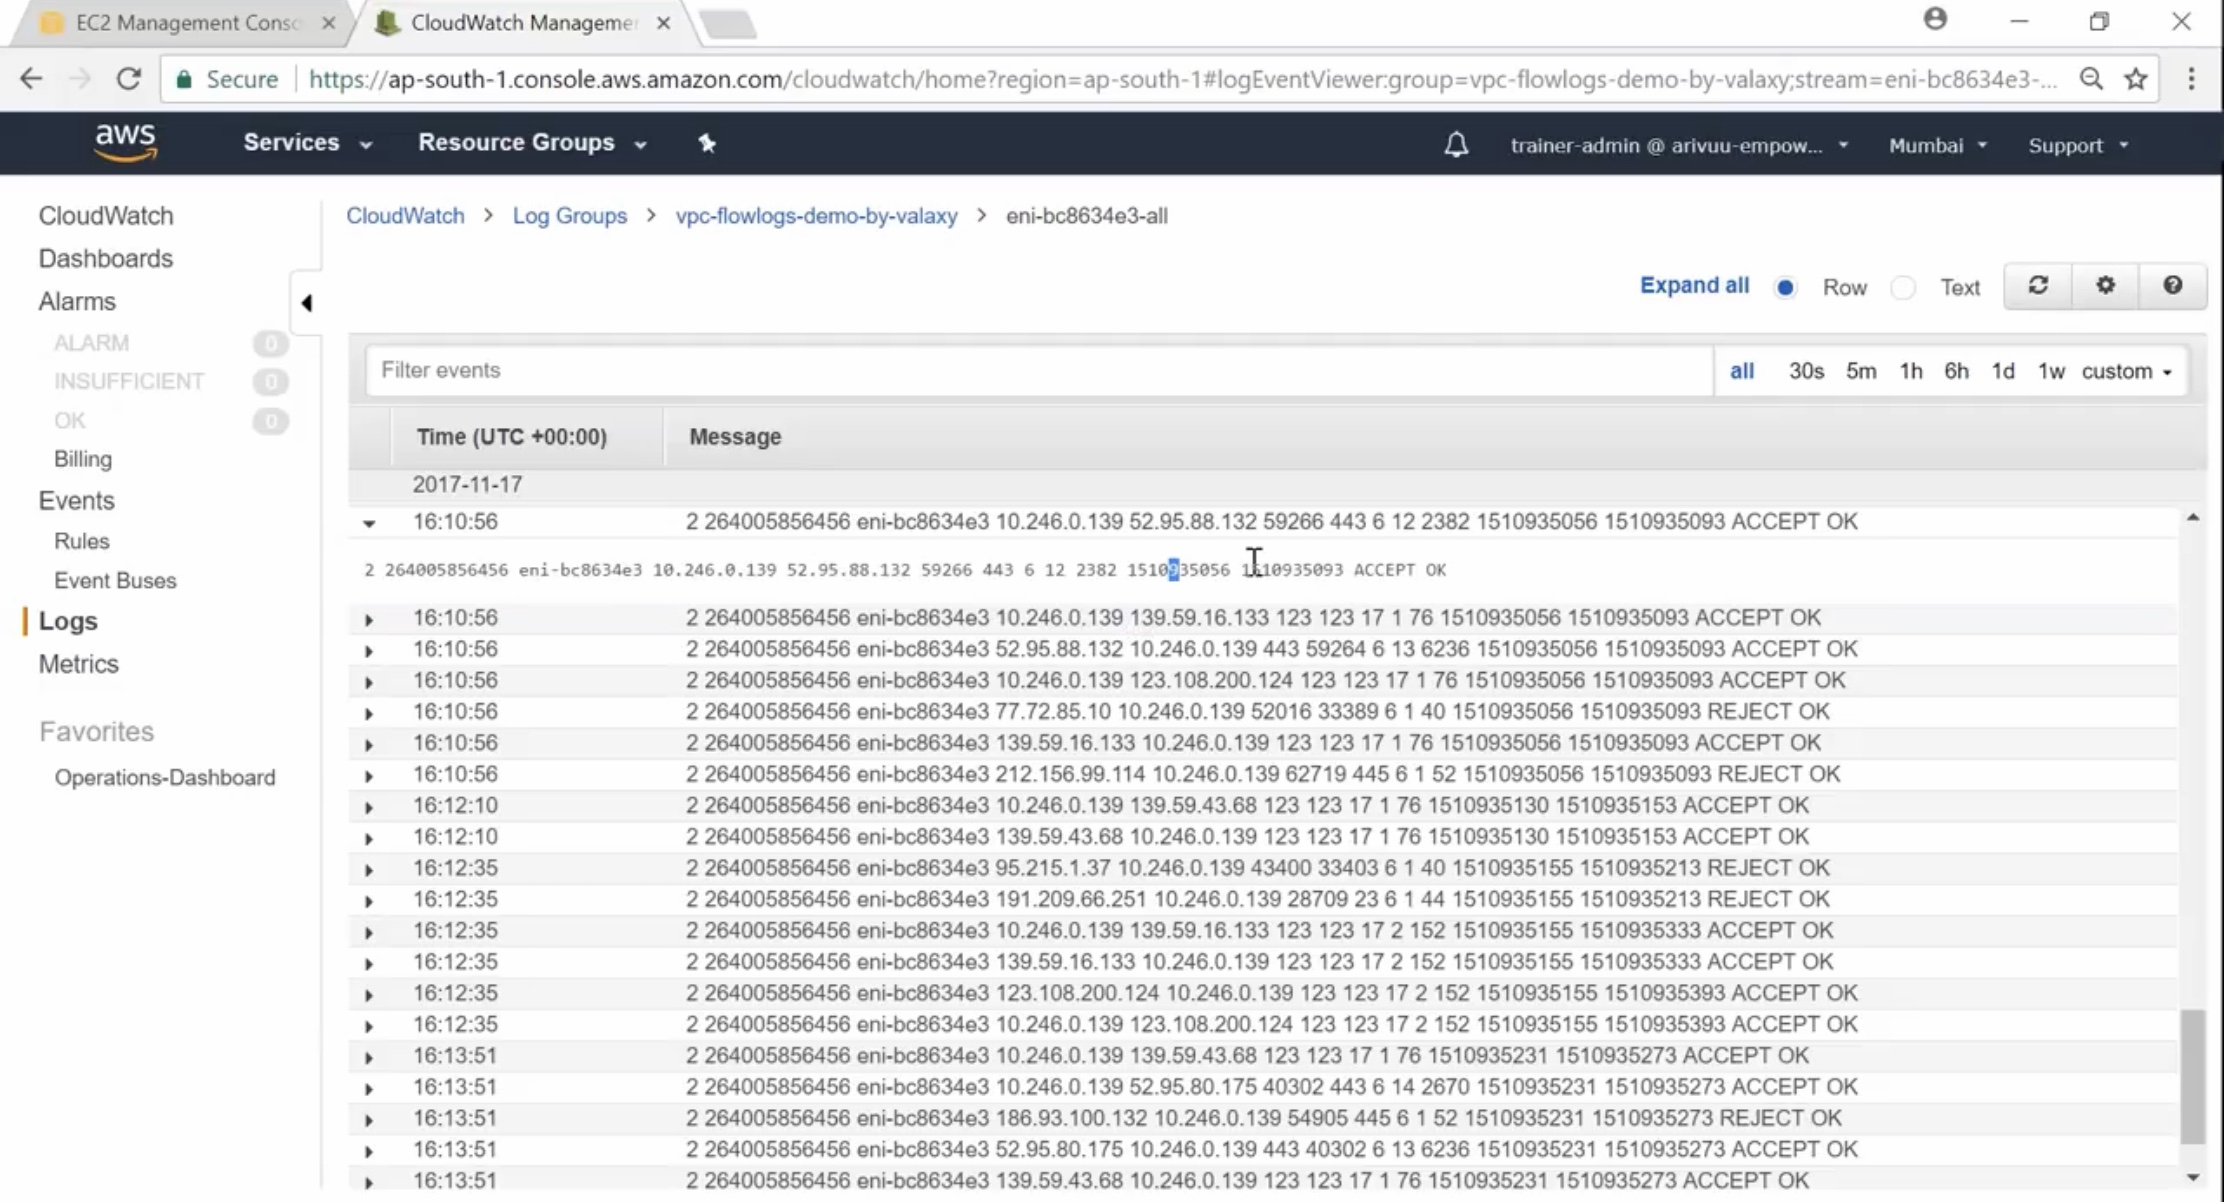 EC2 Management Conso
CloudWatch Managemen
Secure https://ap-south-1.console.aws.amazon.com/cloudwatch/home?region=ap-south-1#logEventViewer:group=vpc-flowlogs-demo-by-valaxy;stream=eni-bc8634e3-...
aws Services Resource Groups trainer-admin @ arivuu-empow... Mumbai Support
CloudWatch
Dashboards
Alarms
ALARM 0
INSUFFICIENT 0
OK 0
Billing
Events
Rules
Event Buses
Logs
Metrics
Favorites
Operations-Dashboard
CloudWatch > Log Groups > vpc-flowlogs-demo-by-valaxy > eni-bc8634e3-all
Expand all Row Text
Filter events all 30s 5m 1h 6h 1d 1w custom
Time (UTC +00:00) Message
2017-11-17
16:10:56 2 264005856456 eni-bc8634e3 10.246.0.139 52.95.88.132 59266 443 6 12 2382 1510935056 1510935093 ACCEPT OK
2 264005856456 eni-bc8634e3 10.246.0.139 52.95.88.132 59266 443 6 12 2382 1510935056 1510935093 ACCEPT OK
16:10:56 2 264005856456 eni-bc8634e3 10.246.0.139 139.59.16.133 123 123 17 1 76 1510935056 1510935093 ACCEPT OK
16:10:56 2 264005856456 eni-bc8634e3 52.95.88.132 10.246.0.139 443 59264 6 13 6236 1510935056 1510935093 ACCEPT OK
16:10:56 2 264005856456 eni-bc8634e3 10.246.0.139 123.108.200.124 123 123 17 1 76 1510935056 1510935093 ACCEPT OK
16:10:56 2 264005856456 eni-bc8634e3 77.72.85.10 10.246.0.139 52016 33389 6 1 40 1510935056 1510935093 REJECT OK
16:10:56 2 264005856456 eni-bc8634e3 139.59.16.133 10.246.0.139 123 123 17 1 76 1510935056 1510935093 ACCEPT OK
16:10:56 2 264005856456 eni-bc8634e3 212.156.99.114 10.246.0.139 62719 445 6 1 52 1510935056 1510935093 REJECT OK
16:12:10 2 264005856456 eni-bc8634e3 10.246.0.139 139.59.43.68 123 123 17 1 76 1510935130 1510935153 ACCEPT OK
16:12:10 2 264005856456 eni-bc8634e3 139.59.43.68 10.246.0.139 123 123 17 1 76 1510935130 1510935153 ACCEPT OK
16:12:35 2 264005856456 eni-bc8634e3 95.215.1.37 10.246.0.139 43400 33403 6 1 40 1510935155 1510935213 REJECT OK
16:12:35 2 264005856456 eni-bc8634e3 191.209.66.251 10.246.0.139 28709 23 6 1 44 1510935155 1510935213 REJECT OK
16:12:35 2 264005856456 eni-bc8634e3 10.246.0.139 139.59.16.133 123 123 17 2 152 1510935155 1510935333 ACCEPT OK
16:12:35 2 264005856456 eni-bc8634e3 139.59.16.133 10.246.0.139 123 123 17 2 152 1510935155 1510935333 ACCEPT OK
16:12:35 2 264005856456 eni-bc8634e3 123.108.200.124 10.246.0.139 123 123 17 2 152 1510935155 1510935393 ACCEPT OK
16:12:35 2 264005856456 eni-bc8634e3 10.246.0.139 123.108.200.124 123 123 17 2 152 1510935155 1510935393 ACCEPT OK
16:13:51 2 264005856456 eni-bc8634e3 10.246.0.139 139.59.43.68 123 123 17 1 76 1510935231 1510935273 ACCEPT OK
16:13:51 2 264005856456 eni-bc8634e3 10.246.0.139 52.95.80.175 40302 443 6 14 2670 1510935231 1510935273 ACCEPT OK
16:13:51 2 264005856456 eni-bc8634e3 186.93.100.132 10.246.0.139 54905 445 6 1 52 1510935231 1510935273 REJECT OK
16:13:51 2 264005856456 eni-bc8634e3 52.95.80.175 10.246.0.139 443 40302 6 13 6236 1510935231 1510935273 ACCEPT OK
16:13:51 2 264005856456 eni-bc8634e3 139.59.43.68 10.246.0.139 123 123 17 1 76 1510935231 1510935273 ACCEPT OK